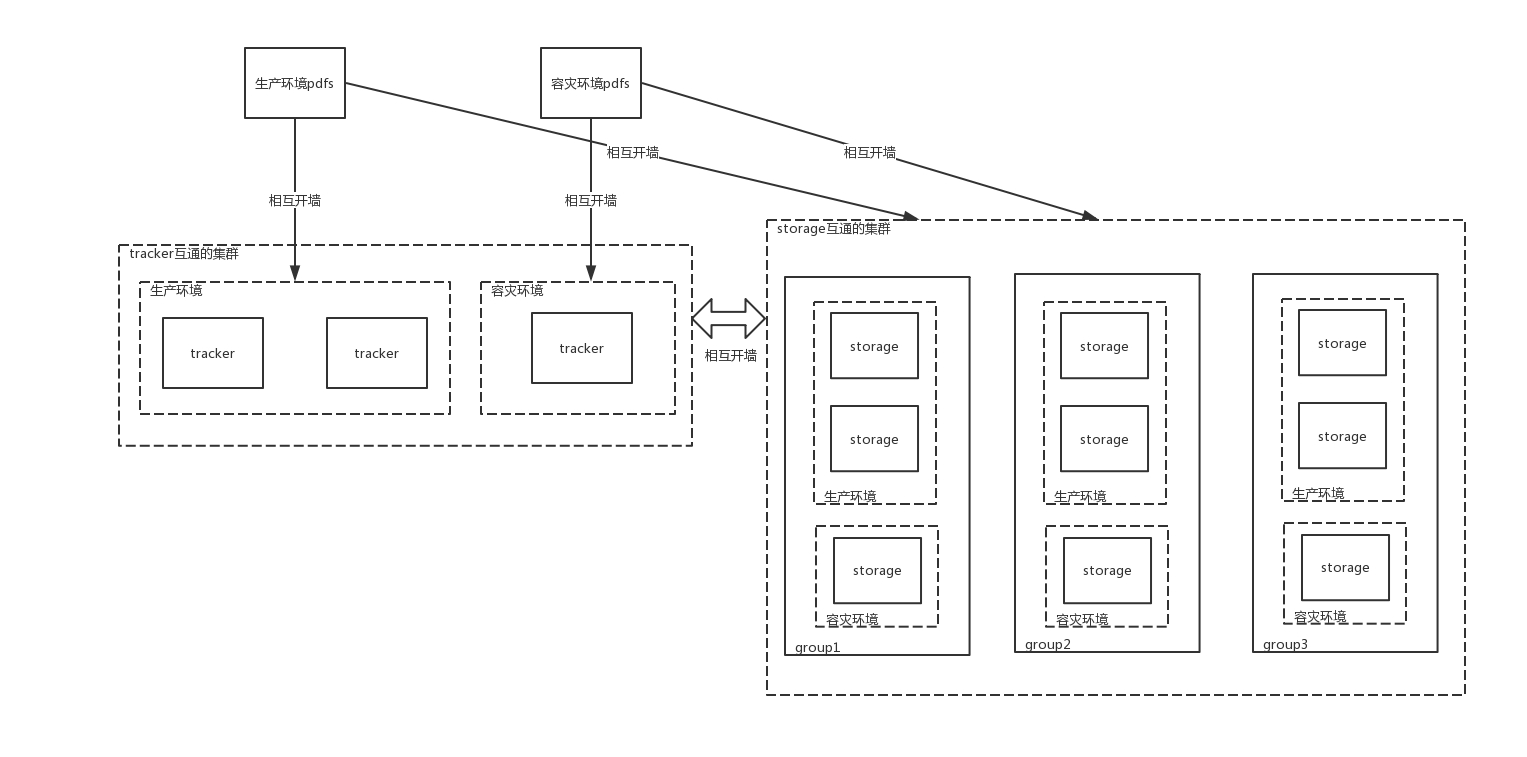 生产环境pdfs
容灾环境pdfs
相互开墙
相互开墙
相互开墙
相互开墙
tracker互通的集群
生产环境
tracker
tracker
容灾环境
tracker
相互开墙
storage互通的集群
storage
storage
生产环境
storage
容灾环境
group1
storage
storage
生产环境
storage
容灾环境
group2
storage
storage
生产环境
storage
容灾环境
group3